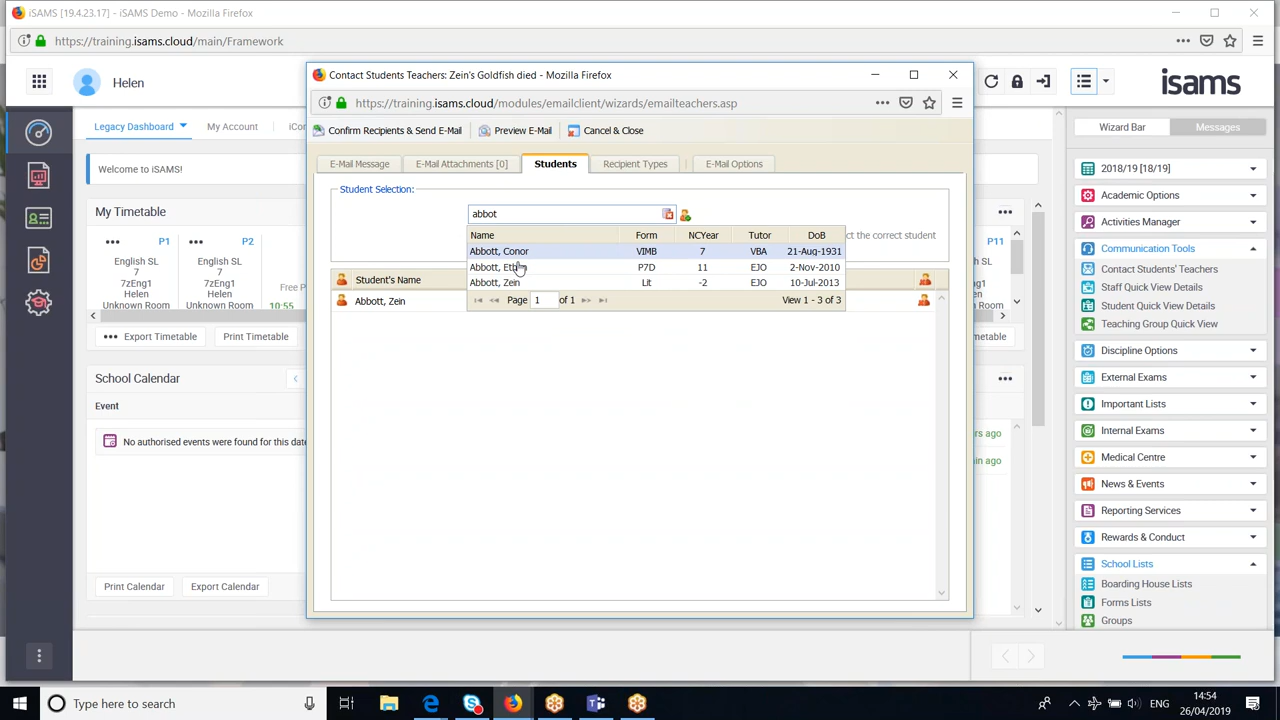 iSAMS [19.4.23.17] - iSAMS Demo - Mozilla Firefox
https://training.isams.cloud/main/Framework
Helen
isams
Legacy Dashboard
My Account
Wizard Bar
Messages
Welcome to iSAMS!
My Timetable
P1
P2
P11
English SL
7zEng1
Helen
Unknown Room
10:55
English SL
7zEng1
Helen
Unknown Room
Free P
Export Timetable
Print Timetable
School Calendar
Event
No authorised events were found for this date
Print Calendar
Export Calendar
Contact Students Teachers: Zein's Goldfish died - Mozilla Firefox
https://training.isams.cloud/modules/emailclient/wizards/emailteachers.asp
Confirm Recipients & Send E-Mail
Preview E-Mail
Cancel & Close
E-Mail Message
E-Mail Attachments [0]
Students
Recipient Types
E-Mail Options
Student Selection:
abbot
ct the correct student
Name Form NCYear Tutor DoB
Abbott, Conor VIMB 7 VBA 21-Aug-1931
Abbott, Eth P7D 11 EJO 2-Nov-2010
Abbott, Zein Lit -2 EJO 10-Jul-2013
Page 1 of 1 View 1 - 3 of 3
Student's Name
Abbott, Zein
metable
rs ago
in ago
2018/19 [18/19]
Academic Options
Activities Manager
Communication Tools
Contact Students' Teachers
Staff Quick View Details
Student Quick View Details
Teaching Group Quick View
Discipline Options
External Exams
Important Lists
Internal Exams
Medical Centre
News & Events
Reporting Services
Rewards & Conduct
School Lists
Boarding House Lists
Forms Lists
Groups
Type here to search
ENG
14:54
26/04/2019